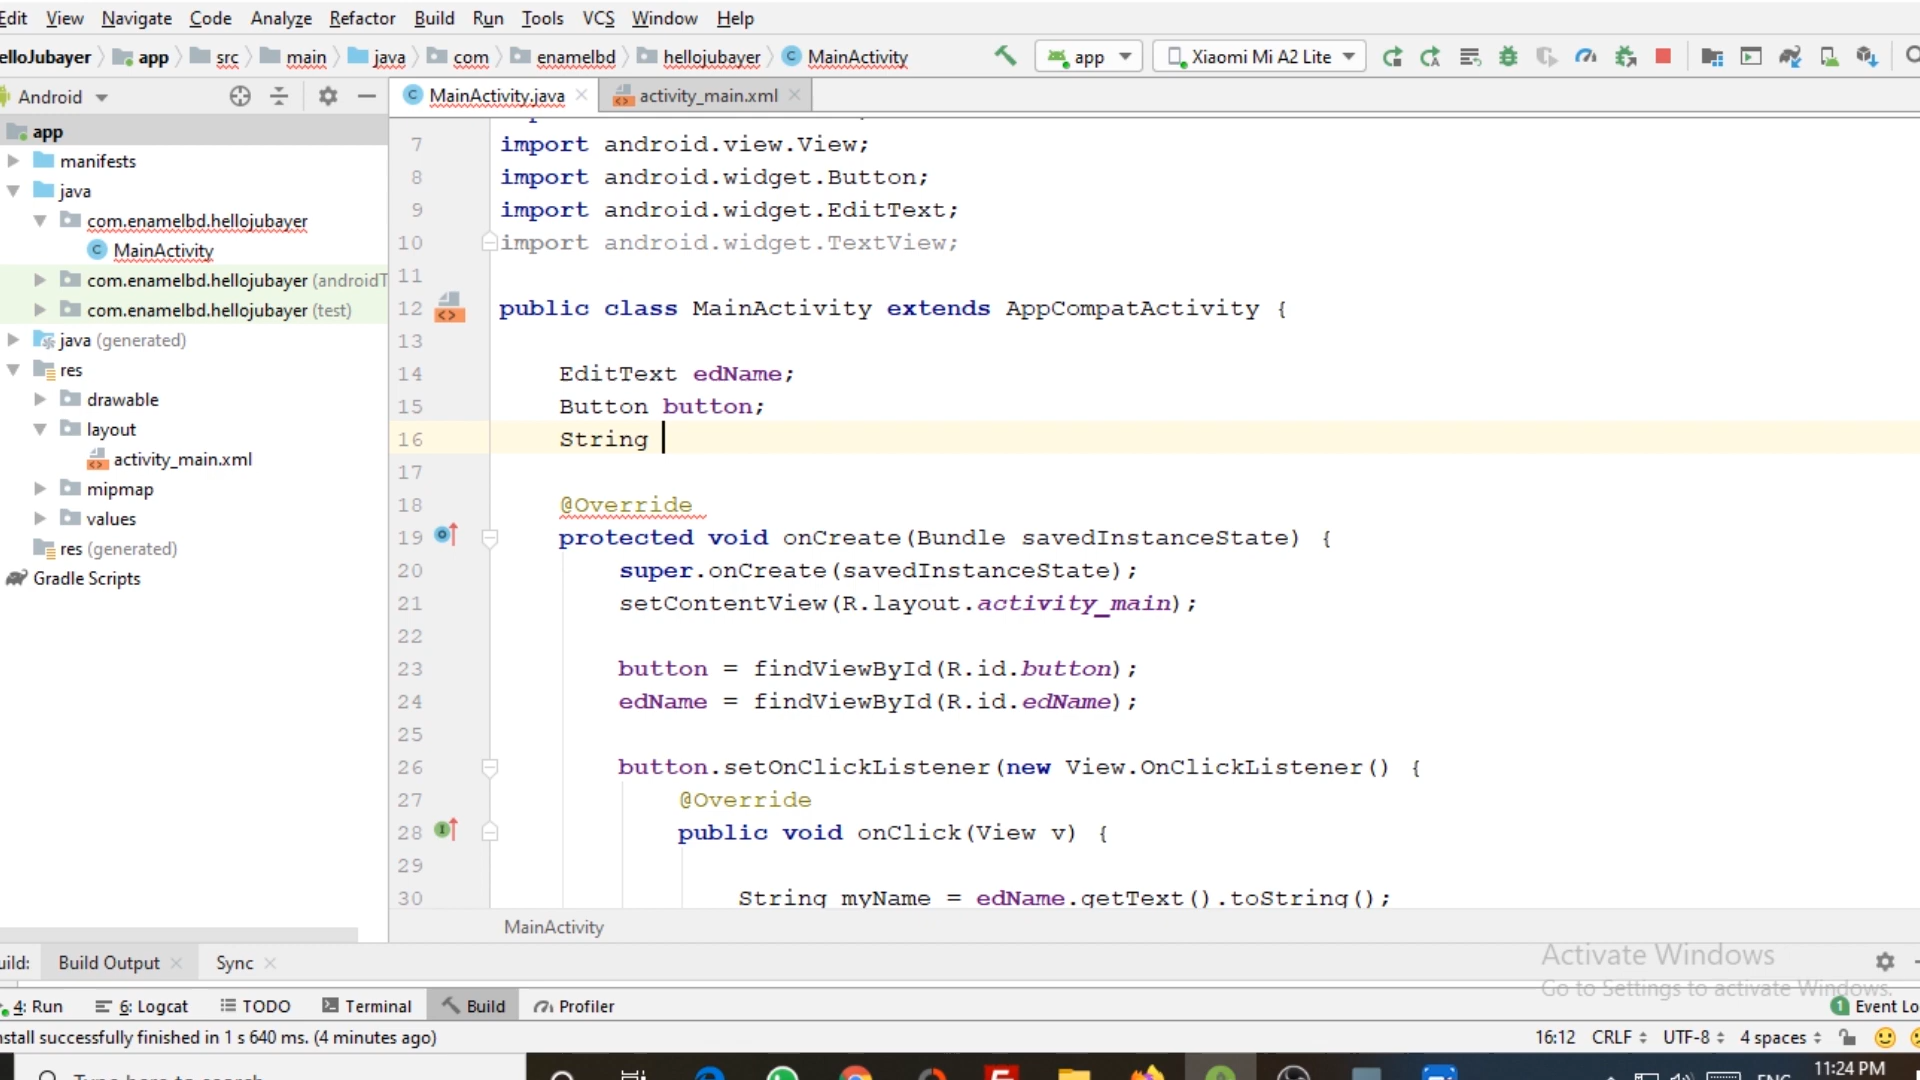 Edit View Navigate Code Analyze Refactor Build Run Tools VCS Window Help
elloJubayer app src main java com enamelbd hellojubayer MainActivity app Xiaomi Mi A2 Lite
Android MainActivity.java activity_main.xml
app
manifests
java
com.enamelbd.hellojubayer
MainActivity
com.enamelbd.hellojubayer (androidT
com.enamelbd.hellojubayer (test)
java (generated)
res
drawable
layout
activity_main.xml
mipmap
values
res (generated)
Gradle Scripts
7 import android.view.View;
8 import android.widget.Button;
9 import android.widget.EditText;
10 import android.widget.TextView;
11
12 public class MainActivity extends AppCompatActivity {
13
14 EditText edName;
15 Button button;
16 String
17
18 @Override
19 protected void onCreate(Bundle savedInstanceState) {
20 super.onCreate(savedInstanceState);
21 setContentView(R.layout.activity_main);
22
23 button = findViewById(R.id.button);
24 edName = findViewById(R.id.edName);
25
26 button.setOnClickListener(new View.OnClickListener() {
27 @Override
28 public void onClick(View v) {
29
30 String myName = edName.getText().toString();
MainActivity
Activate Windows
Go to Settings to activate Windows.
uild: Build Output Sync
4: Run 6: Logcat TODO Terminal Build Profiler 1 Event Lo
nstall successfully finished in 1 s 640 ms. (4 minutes ago) 16:12 CRLF UTF-8 4 spaces
Type here to search ENG 11:24 PM